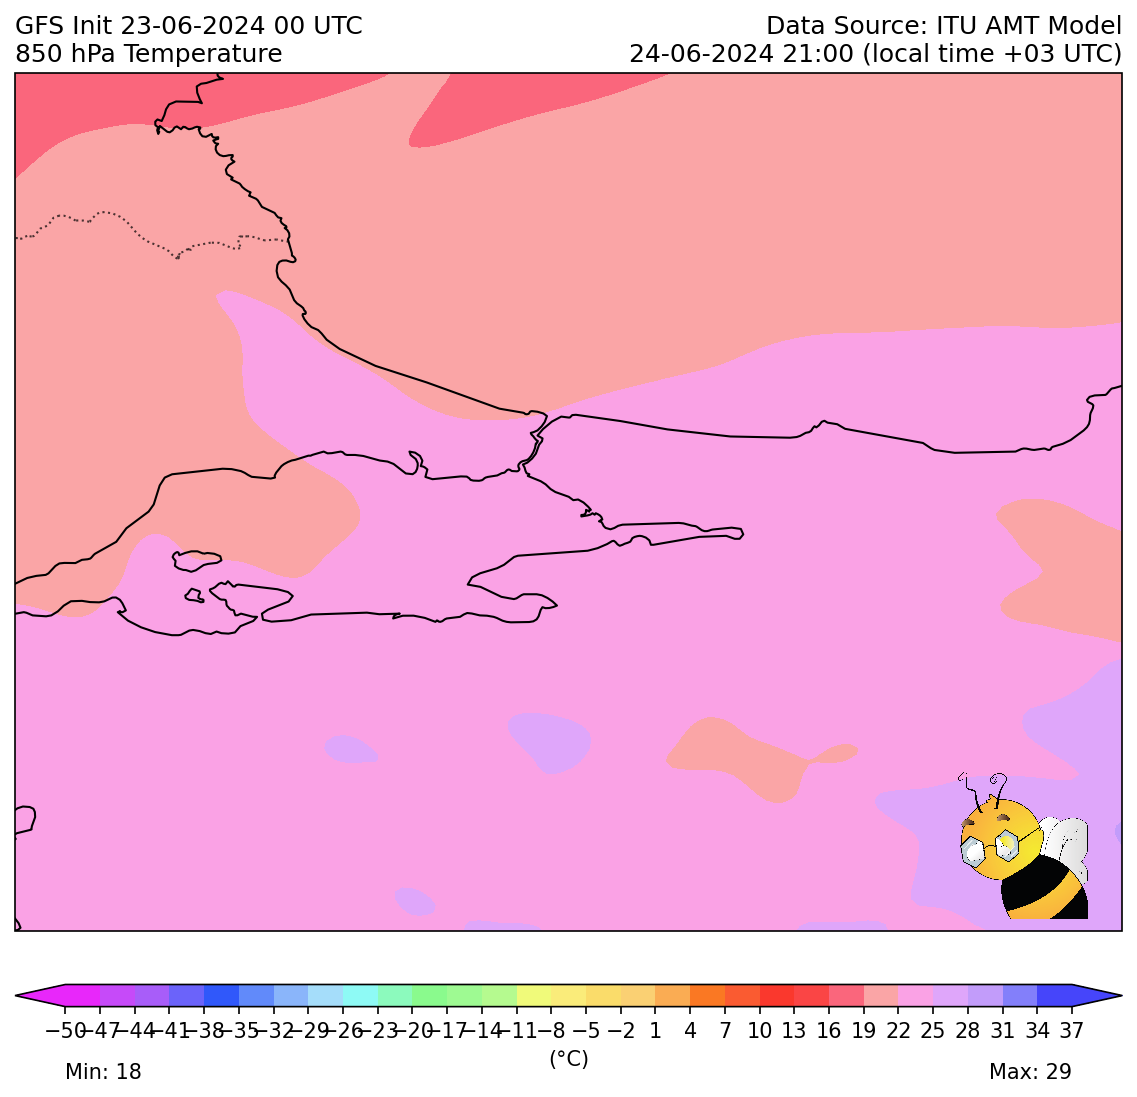 GFS Init 23-06-2024 00 UTC
Data Source: ITU AMT Model
850 hPa Temperature
24-06-2024 21:00 (local time +03 UTC)
−50 −47 −44 −41 −38 −35 −32 −29 −26 −23 −20 −17 −14 −11 −8 −5 −2 1 4 7 10 13 16 19 22 25 28 31 34 37
(°C)
Min: 18
Max: 29